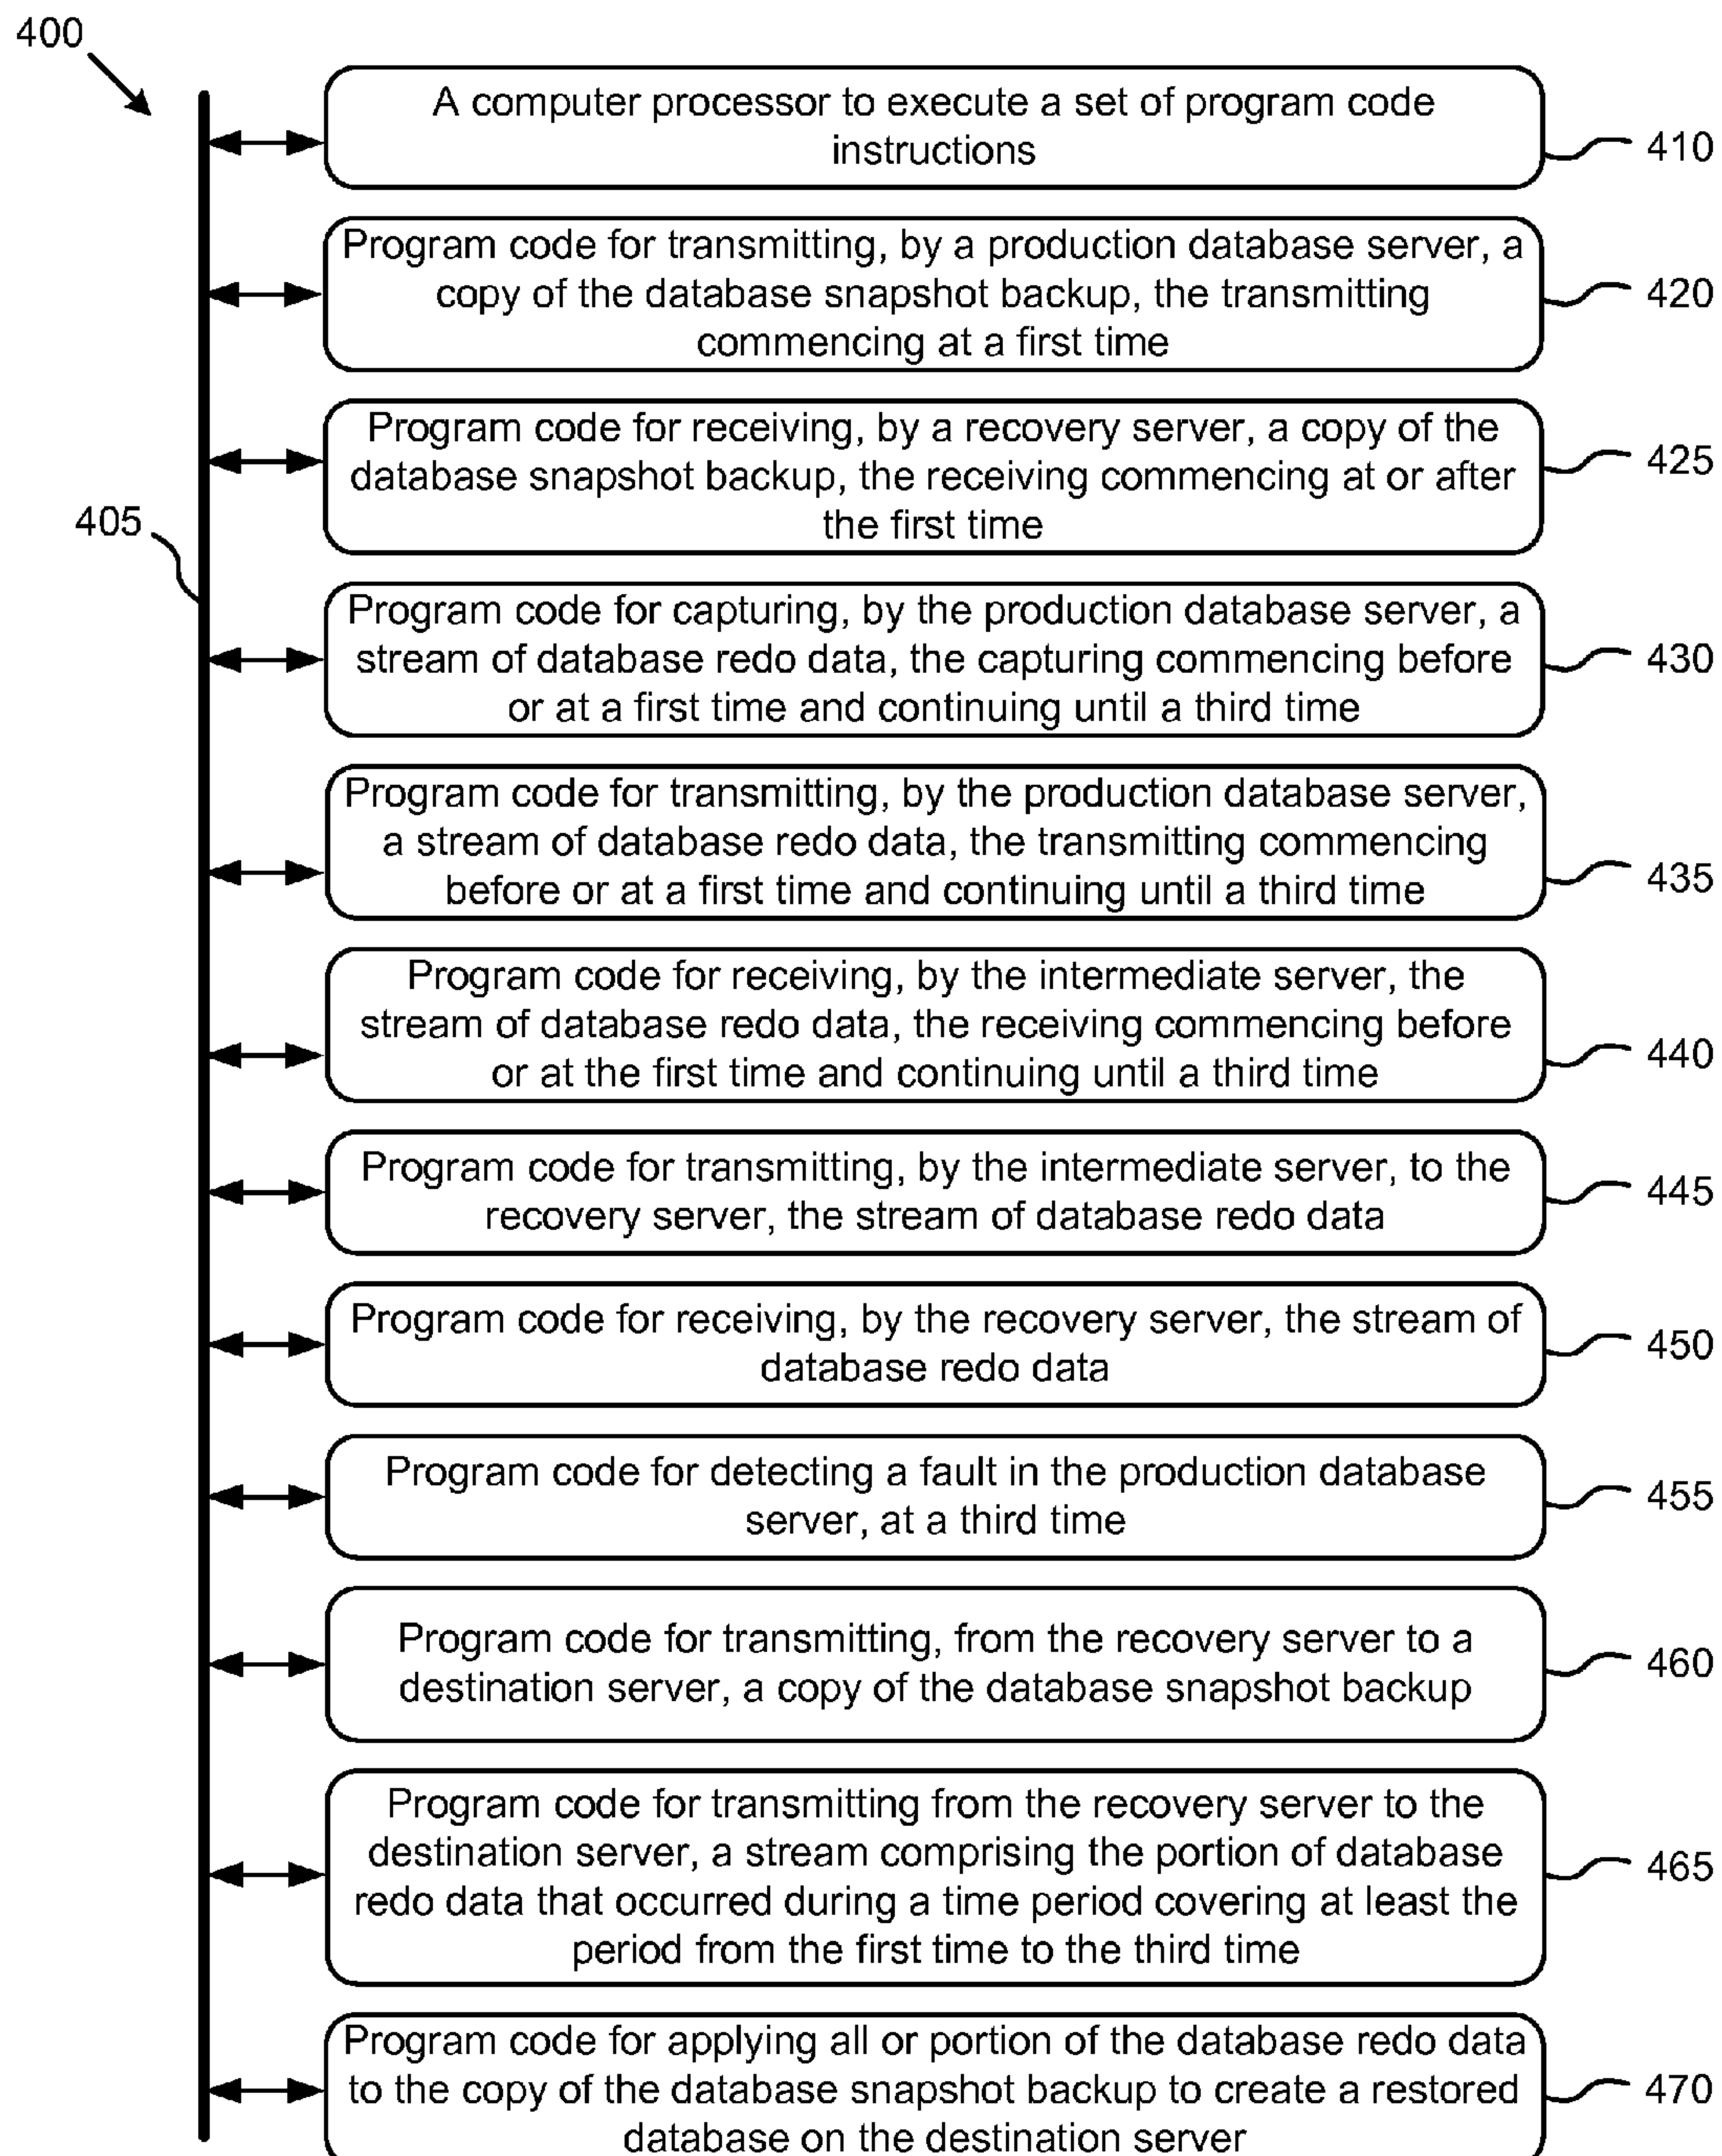 400
A computer processor to execute a set of program code
instructions
410
Program code for transmitting, by a production database server, a
copy of the database snapshot backup, the transmitting
commencing at a first time
420
Program code for receiving, by a recovery server, a copy of the
database snapshot backup, the receiving commencing at or after
the first time
425
405
Program code for capturing, by the production database server, a
stream of database redo data, the capturing commencing before
or at a first time and continuing until a third time
430
Program code for transmitting, by the production database server,
a stream of database redo data, the transmitting commencing
before or at a first time and continuing until a third time
435
Program code for receiving, by the intermediate server, the
stream of database redo data, the receiving commencing before
or at the first time and continuing until a third time
440
Program code for transmitting, by the intermediate server, to the
recovery server, the stream of database redo data
445
Program code for receiving, by the recovery server, the stream of
database redo data
450
Program code for detecting a fault in the production database
server, at a third time
455
Program code for transmitting, from the recovery server to a
destination server, a copy of the database snapshot backup
460
Program code for transmitting from the recovery server to the
destination server, a stream comprising the portion of database
redo data that occurred during a time period covering at least the
period from the first time to the third time
465
Program code for applying all or portion of the database redo data
to the copy of the database snapshot backup to create a restored
database on the destination server
470